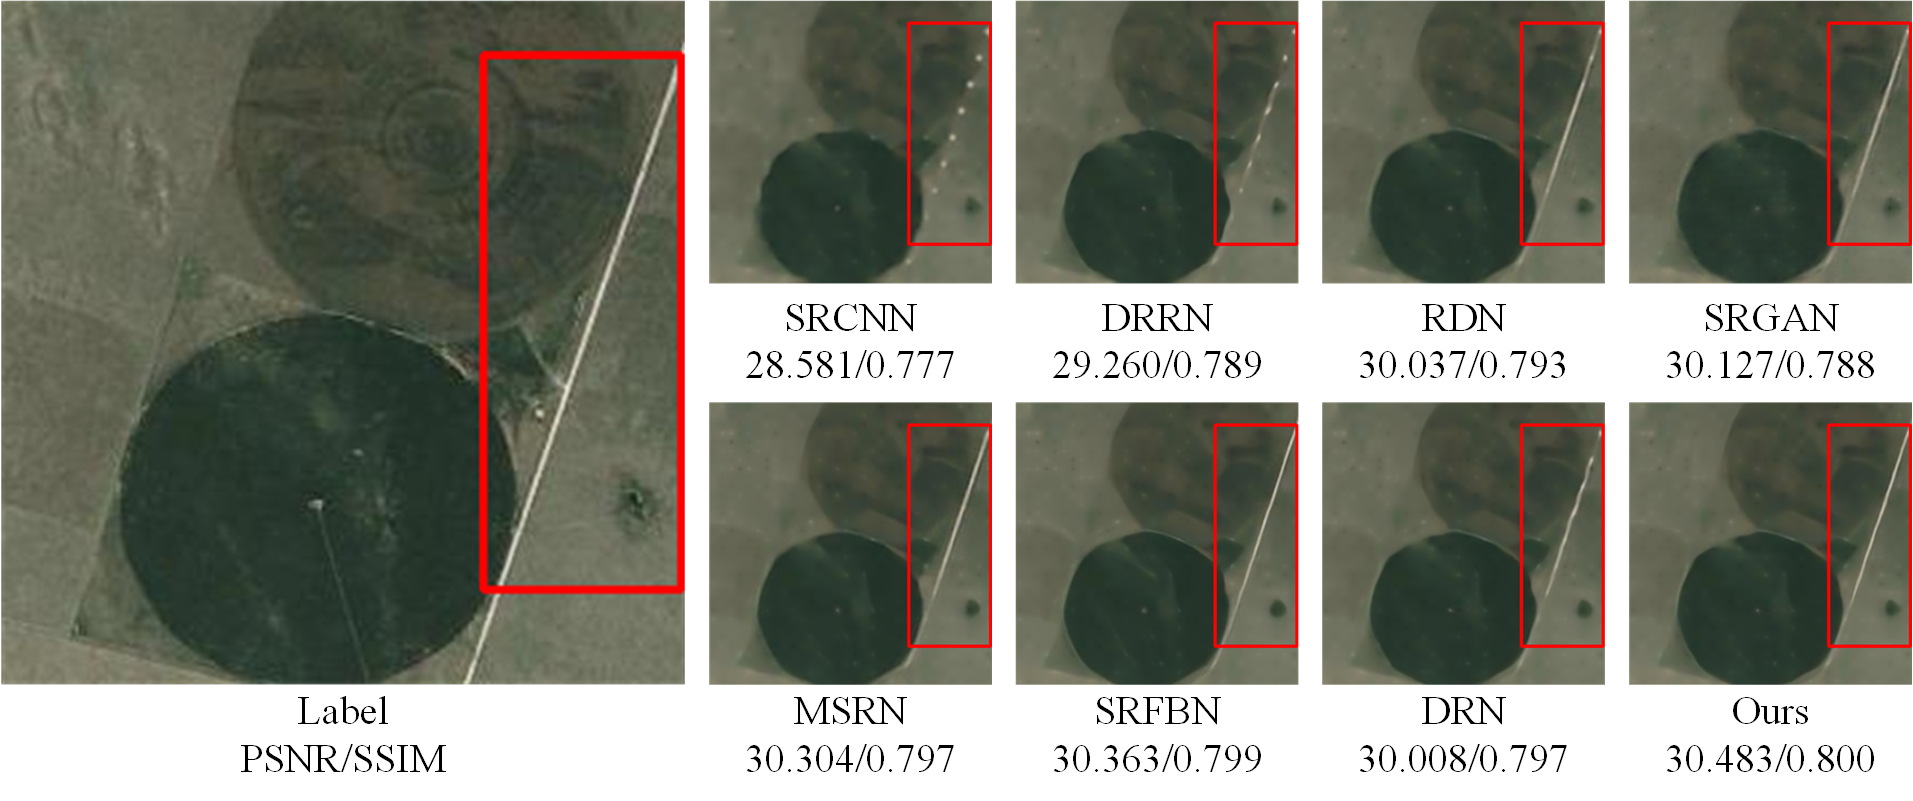 SRCNN
28.581/0.777
DRRN
29.260/0.789
RDN
30.037/0.793
SRGAN
30.127/0.788
Label
PSNR/SSIM
MSRN
30.304/0.797
SRFBN
30.363/0.799
DRN
30.008/0.797
Ours
30.483/0.800